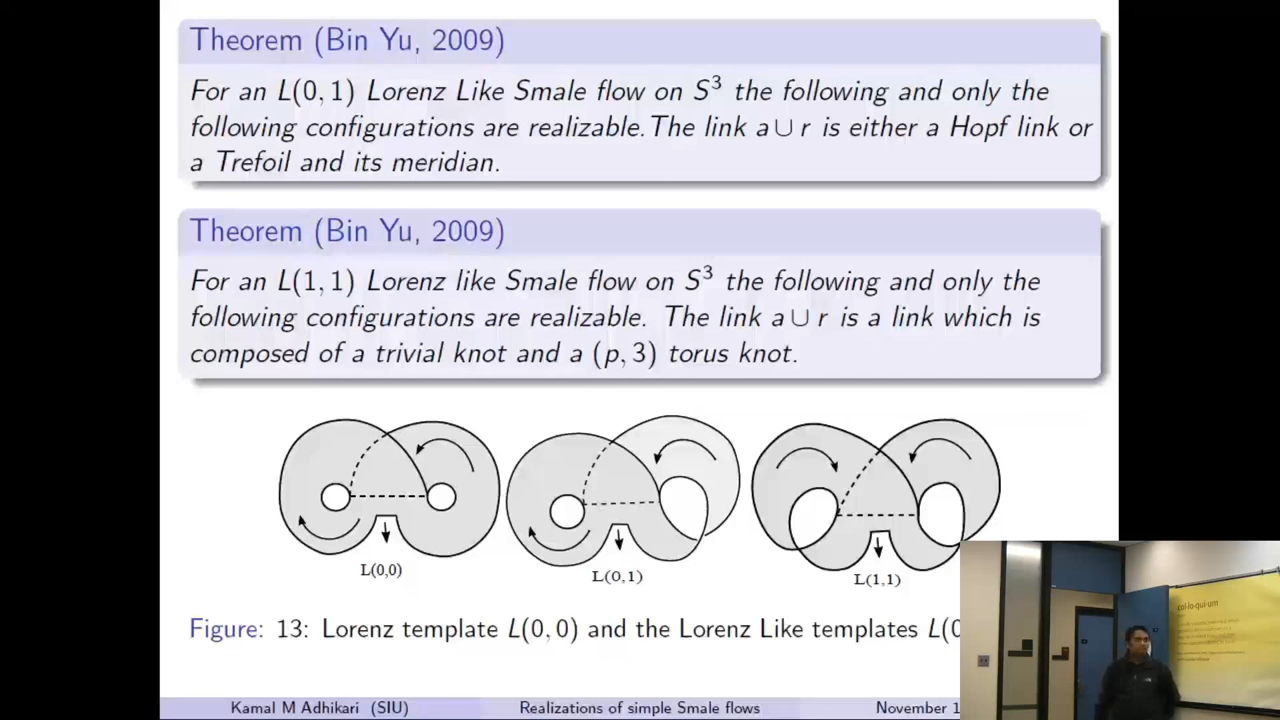 Theorem (Bin Yu, 2009)
For an L(0, 1) Lorenz Like Smale flow on S³ the following and only the
following configurations are realizable.The link a ∪ r is either a Hopf link or
a Trefoil and its meridian.
Theorem (Bin Yu, 2009)
For an L(1, 1) Lorenz like Smale flow on S³ the following and only the
following configurations are realizable. The link a ∪ r is a link which is
composed of a trivial knot and a (p, 3) torus knot.
L(0,0)
L(0,1)
L(1,1)
Figure: 13: Lorenz template L(0, 0) and the Lorenz Like templates L(0
col·lo·qui·um
Kamal M Adhikari (SIU)
Realizations of simple Smale flows
November 1